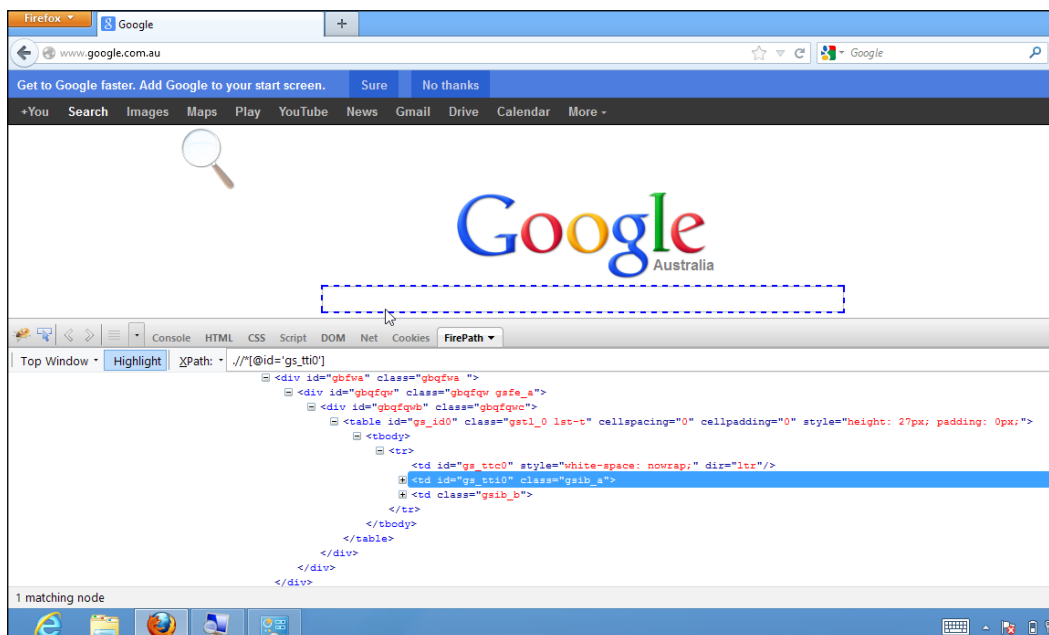 Firefox
Google
+
www.google.com.au
Google
Get to Google faster. Add Google to your start screen. Sure No thanks
+You Search Images Maps Play YouTube News Gmail Drive Calendar More
Google
Australia
Console HTML CSS Script DOM Net Cookies FirePath
Top Window Highlight XPath: .//*[@id='gs_tti0']
<div id="gbfwa" class="gbqfwa ">
<div id="gbqfqw" class="gbqfqw gsfe_a">
<div id="gbqfqwb" class="gbqfqwc">
<table id="gs_id0" class="gst1_0 lst-t" cellspacing="0" cellpadding="0" style="height: 27px; padding: 0px;">
<tbody>
<tr>
<td id="gs_ttc0" style="white-space: nowrap;" dir="ltr"/>
<td id="gs_tti0" class="gsib_a">
<td class="gsib_b">
</tr>
</tbody>
</table>
</div>
</div>
</div>
1 matching node